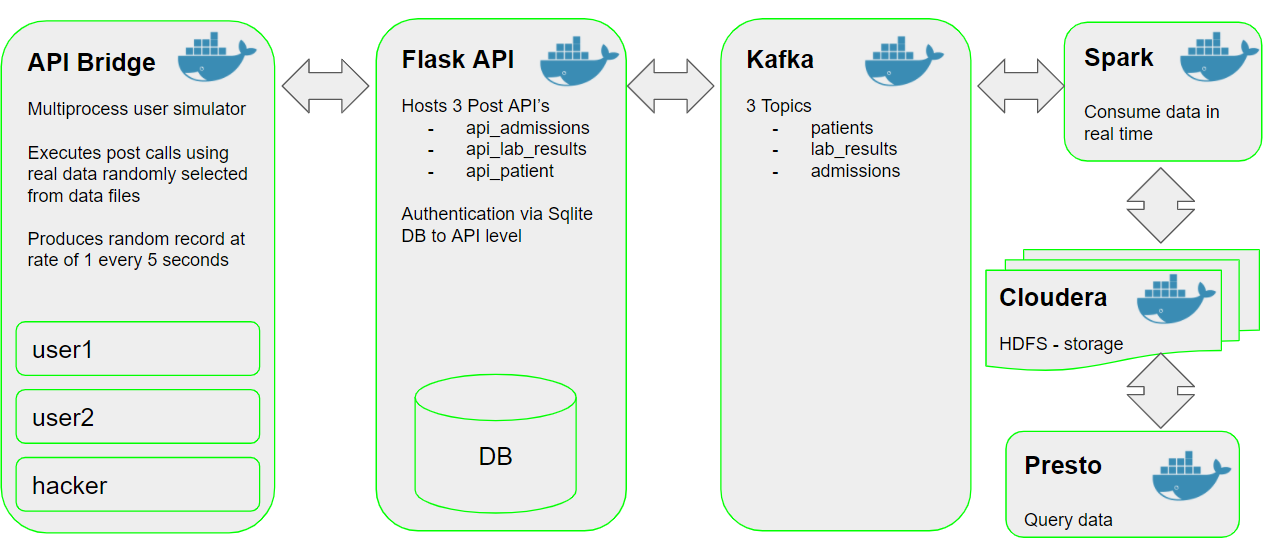 API Bridge
Multiprocess user simulator
Executes post calls using
real data randomly selected
from data files
Produces random record at
rate of 1 every 5 seconds
user1
user2
hacker
Flask API
Hosts 3 Post API's
- api_admissions
- api_lab_results
- api_patient
Authentication via Sqlite
DB to API level
DB
Kafka
3 Topics
- patients
- lab_results
- admissions
Spark
Consume data in
real time
Cloudera
HDFS - storage
Presto
Query data